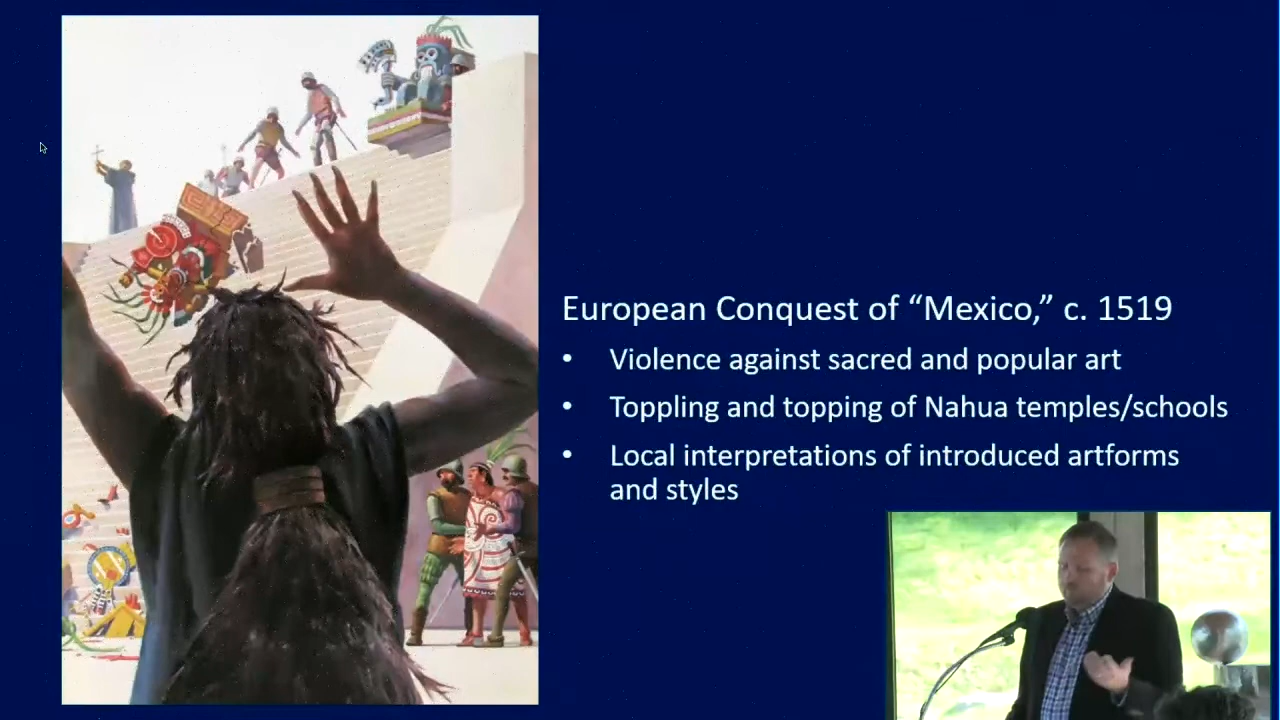 European Conquest of “Mexico,” c. 1519
• Violence against sacred and popular art
• Toppling and topping of Nahua temples/schools
• Local interpretations of introduced artforms
and styles